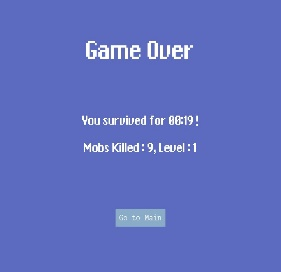 Game Over
You survived for 00:19!
Mobs Killed : 9, Level : 1
Go to Main